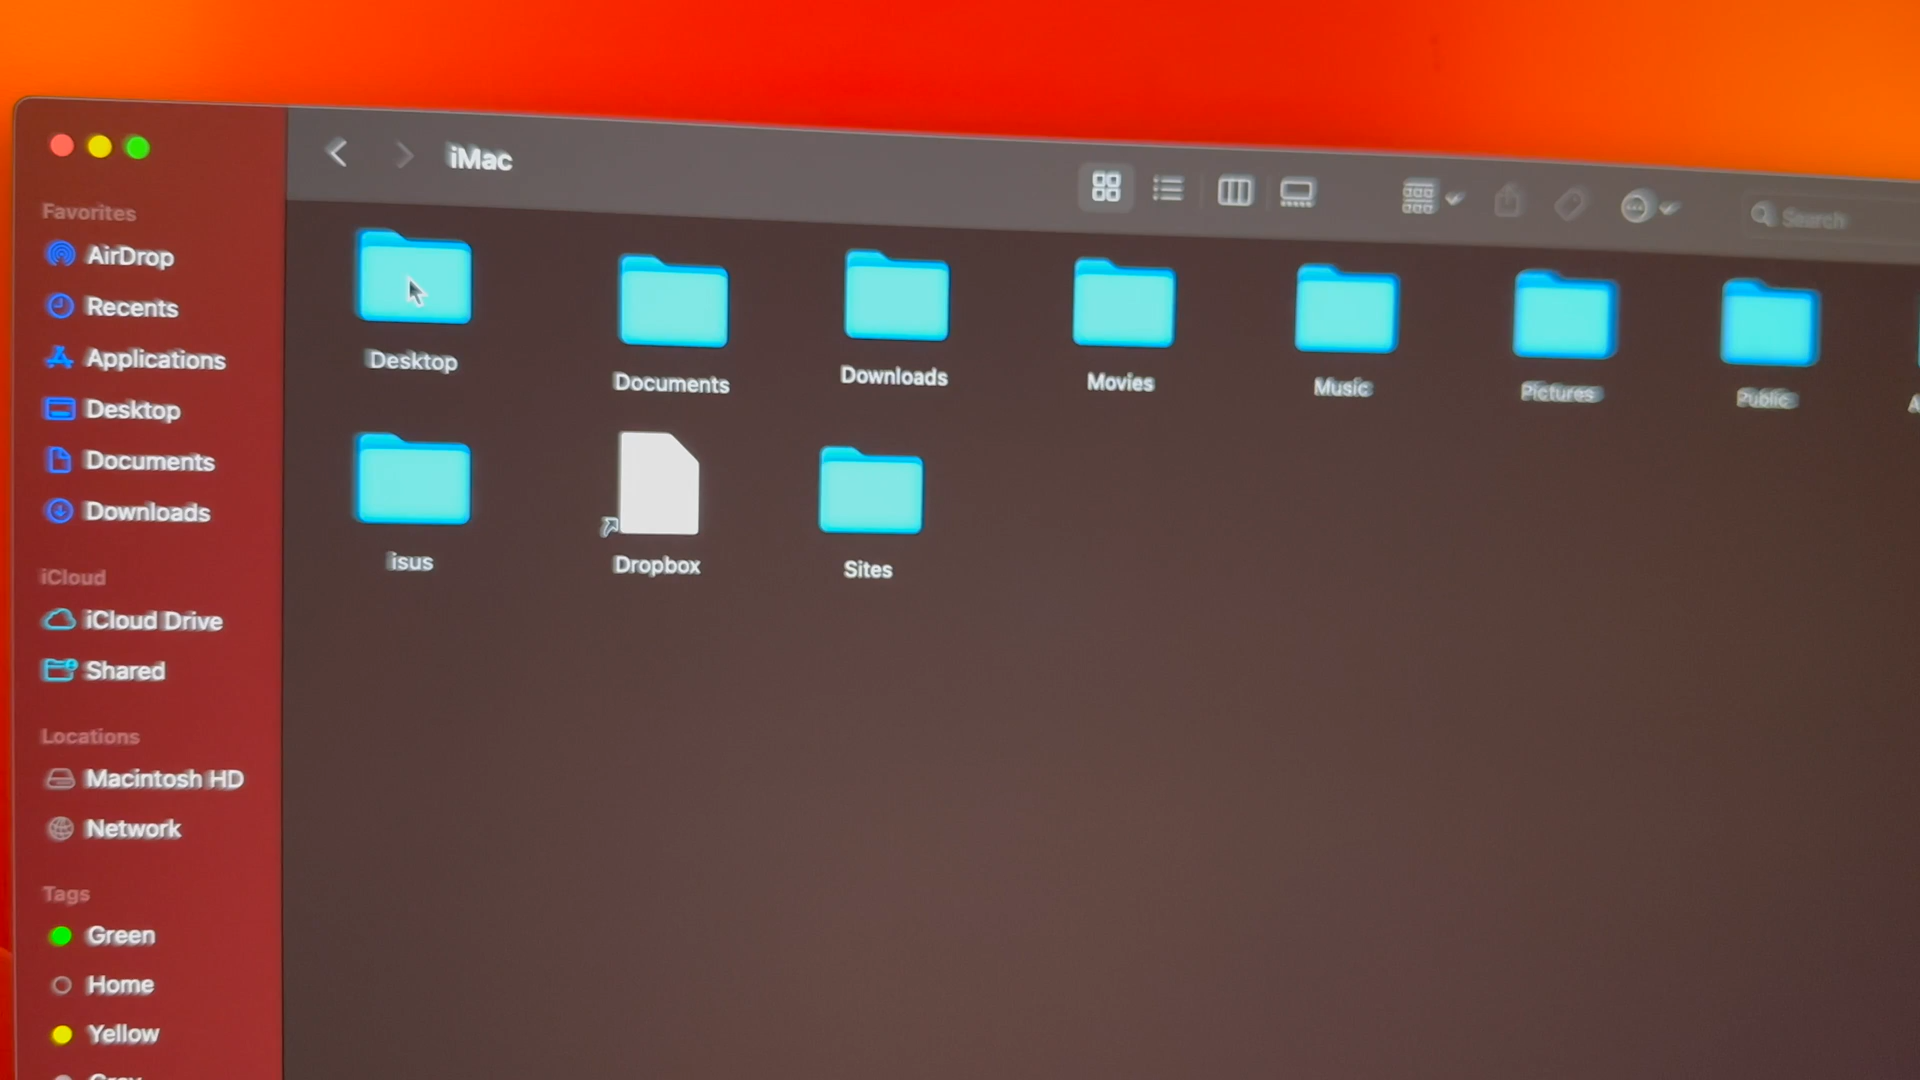 iMac
Search
Favorites
AirDrop
Recents
Applications
Desktop
Documents
Downloads
iCloud
iCloud Drive
Shared
Locations
Macintosh HD
Network
Tags
Green
Home
Yellow
Gray
Desktop
Documents
Downloads
Movies
Music
Pictures
Public
isus
Dropbox
Sites